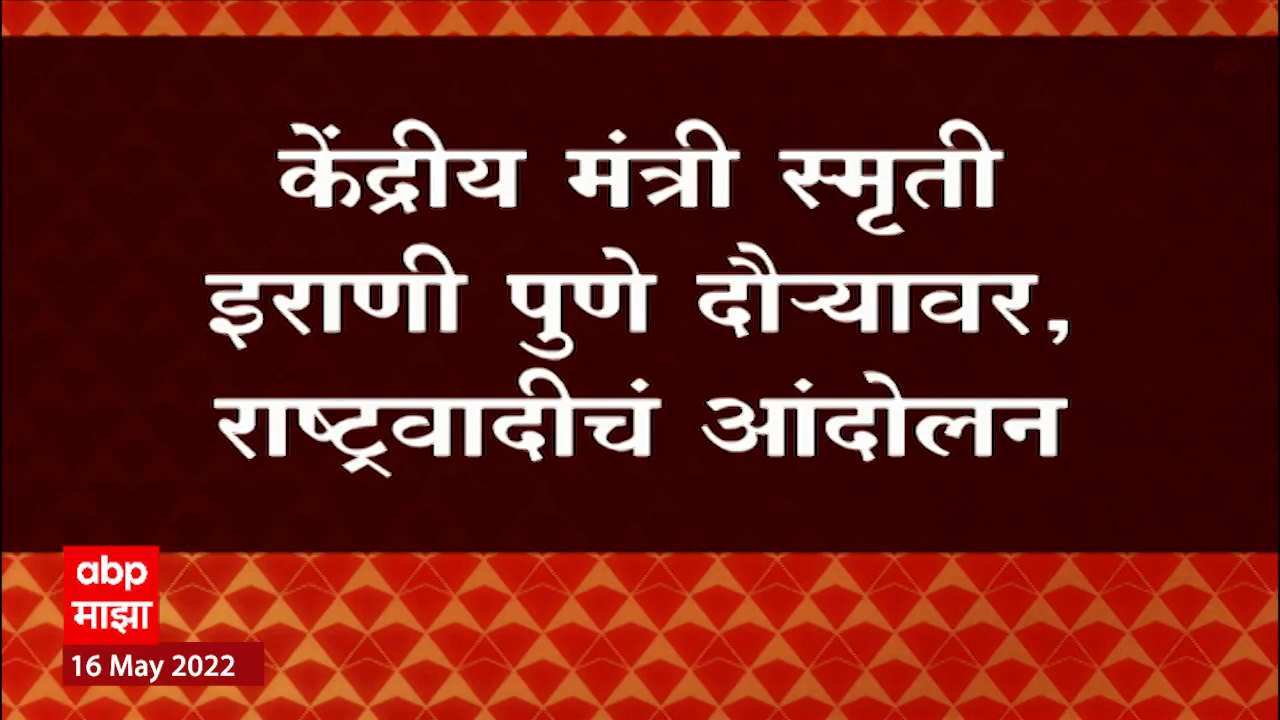 केंद्रीय मंत्री स्मृती
इराणी पुणे दौऱ्यावर,
राष्ट्रवादीचं आंदोलन
abp
माझा
16 May 2022